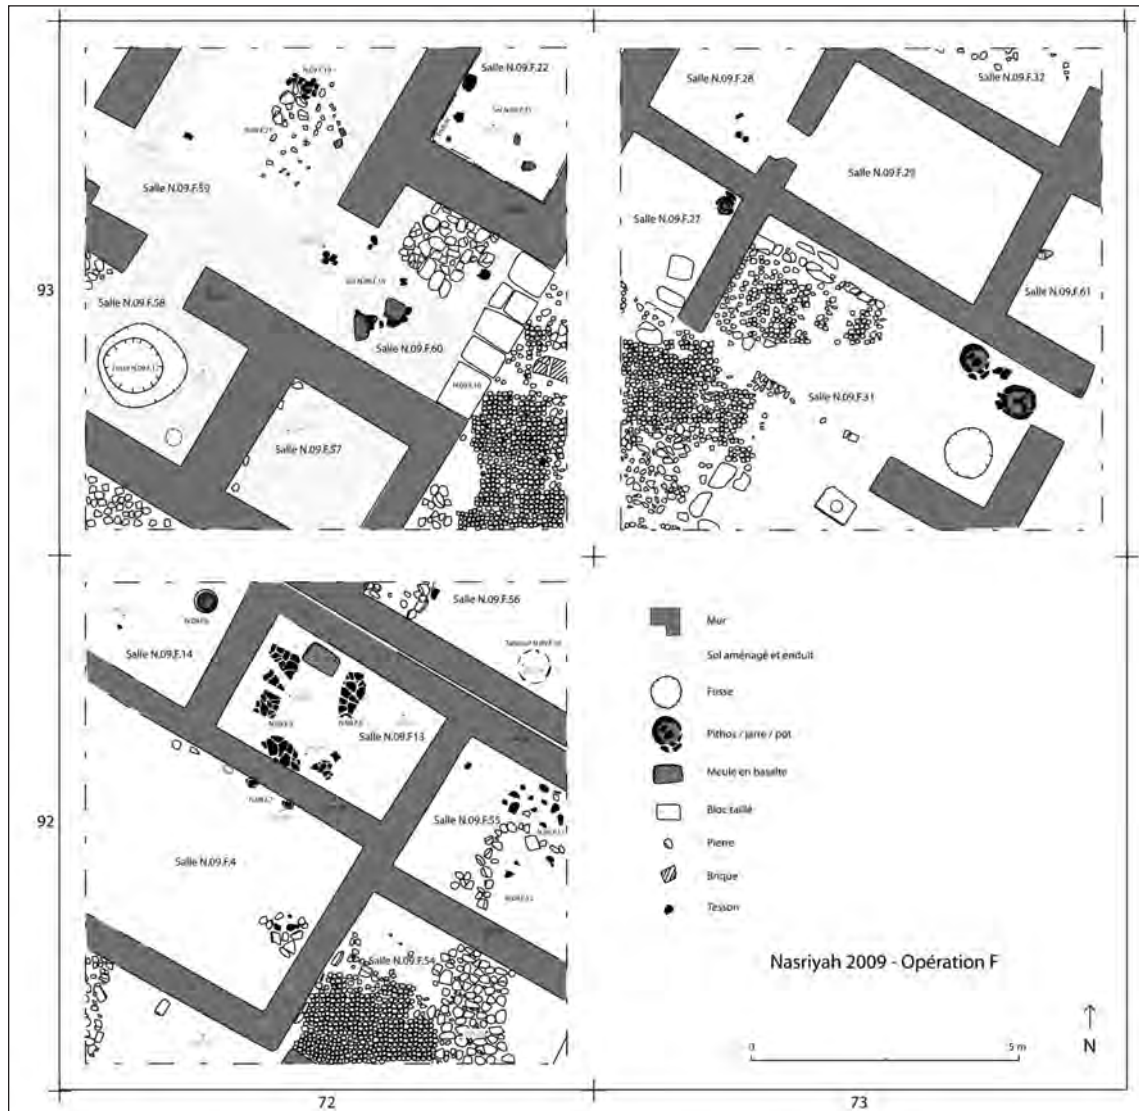 Salle N.09.F.22
Salle N.09.F.59
Salle N.09.F.58
Salle N.09.F.60
Salle N.09.F.57
Salle N.09.F.28
Salle N.09.F.32
Salle N.09.F.29
Salle N.09.F.27
Salle N.09.F.61
Salle N.09.F.31
93
Salle N.09.F.56
Salle N.09.F.14
Salle N.09.F.13
Salle N.09.F.55
Salle N.09.F.4
Salle N.09.F.54
92
Mur
Sol aménagé et enduit
Fosse
Pithos / jarre / pot
Meule en basalte
Bloc taillé
Pierre
Brique
Tesson
Nasriyah 2009 - Opération F
0
5 m
N
72
73